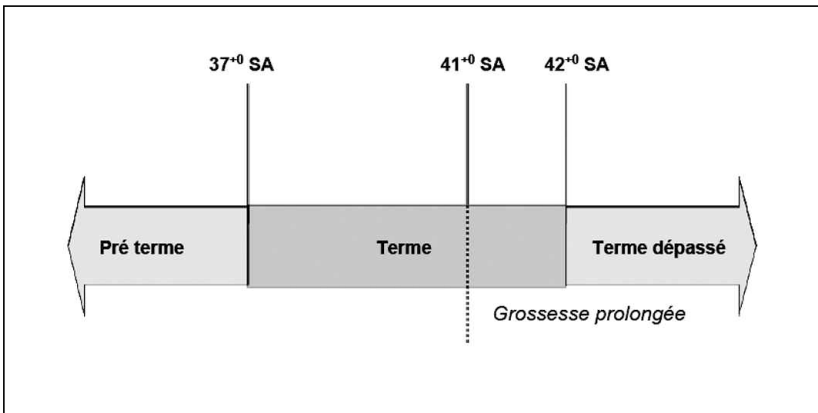 37⁺⁰ SA 41⁺⁰ SA 42⁺⁰ SA
Pré terme Terme Terme dépassé
Grossesse prolongée